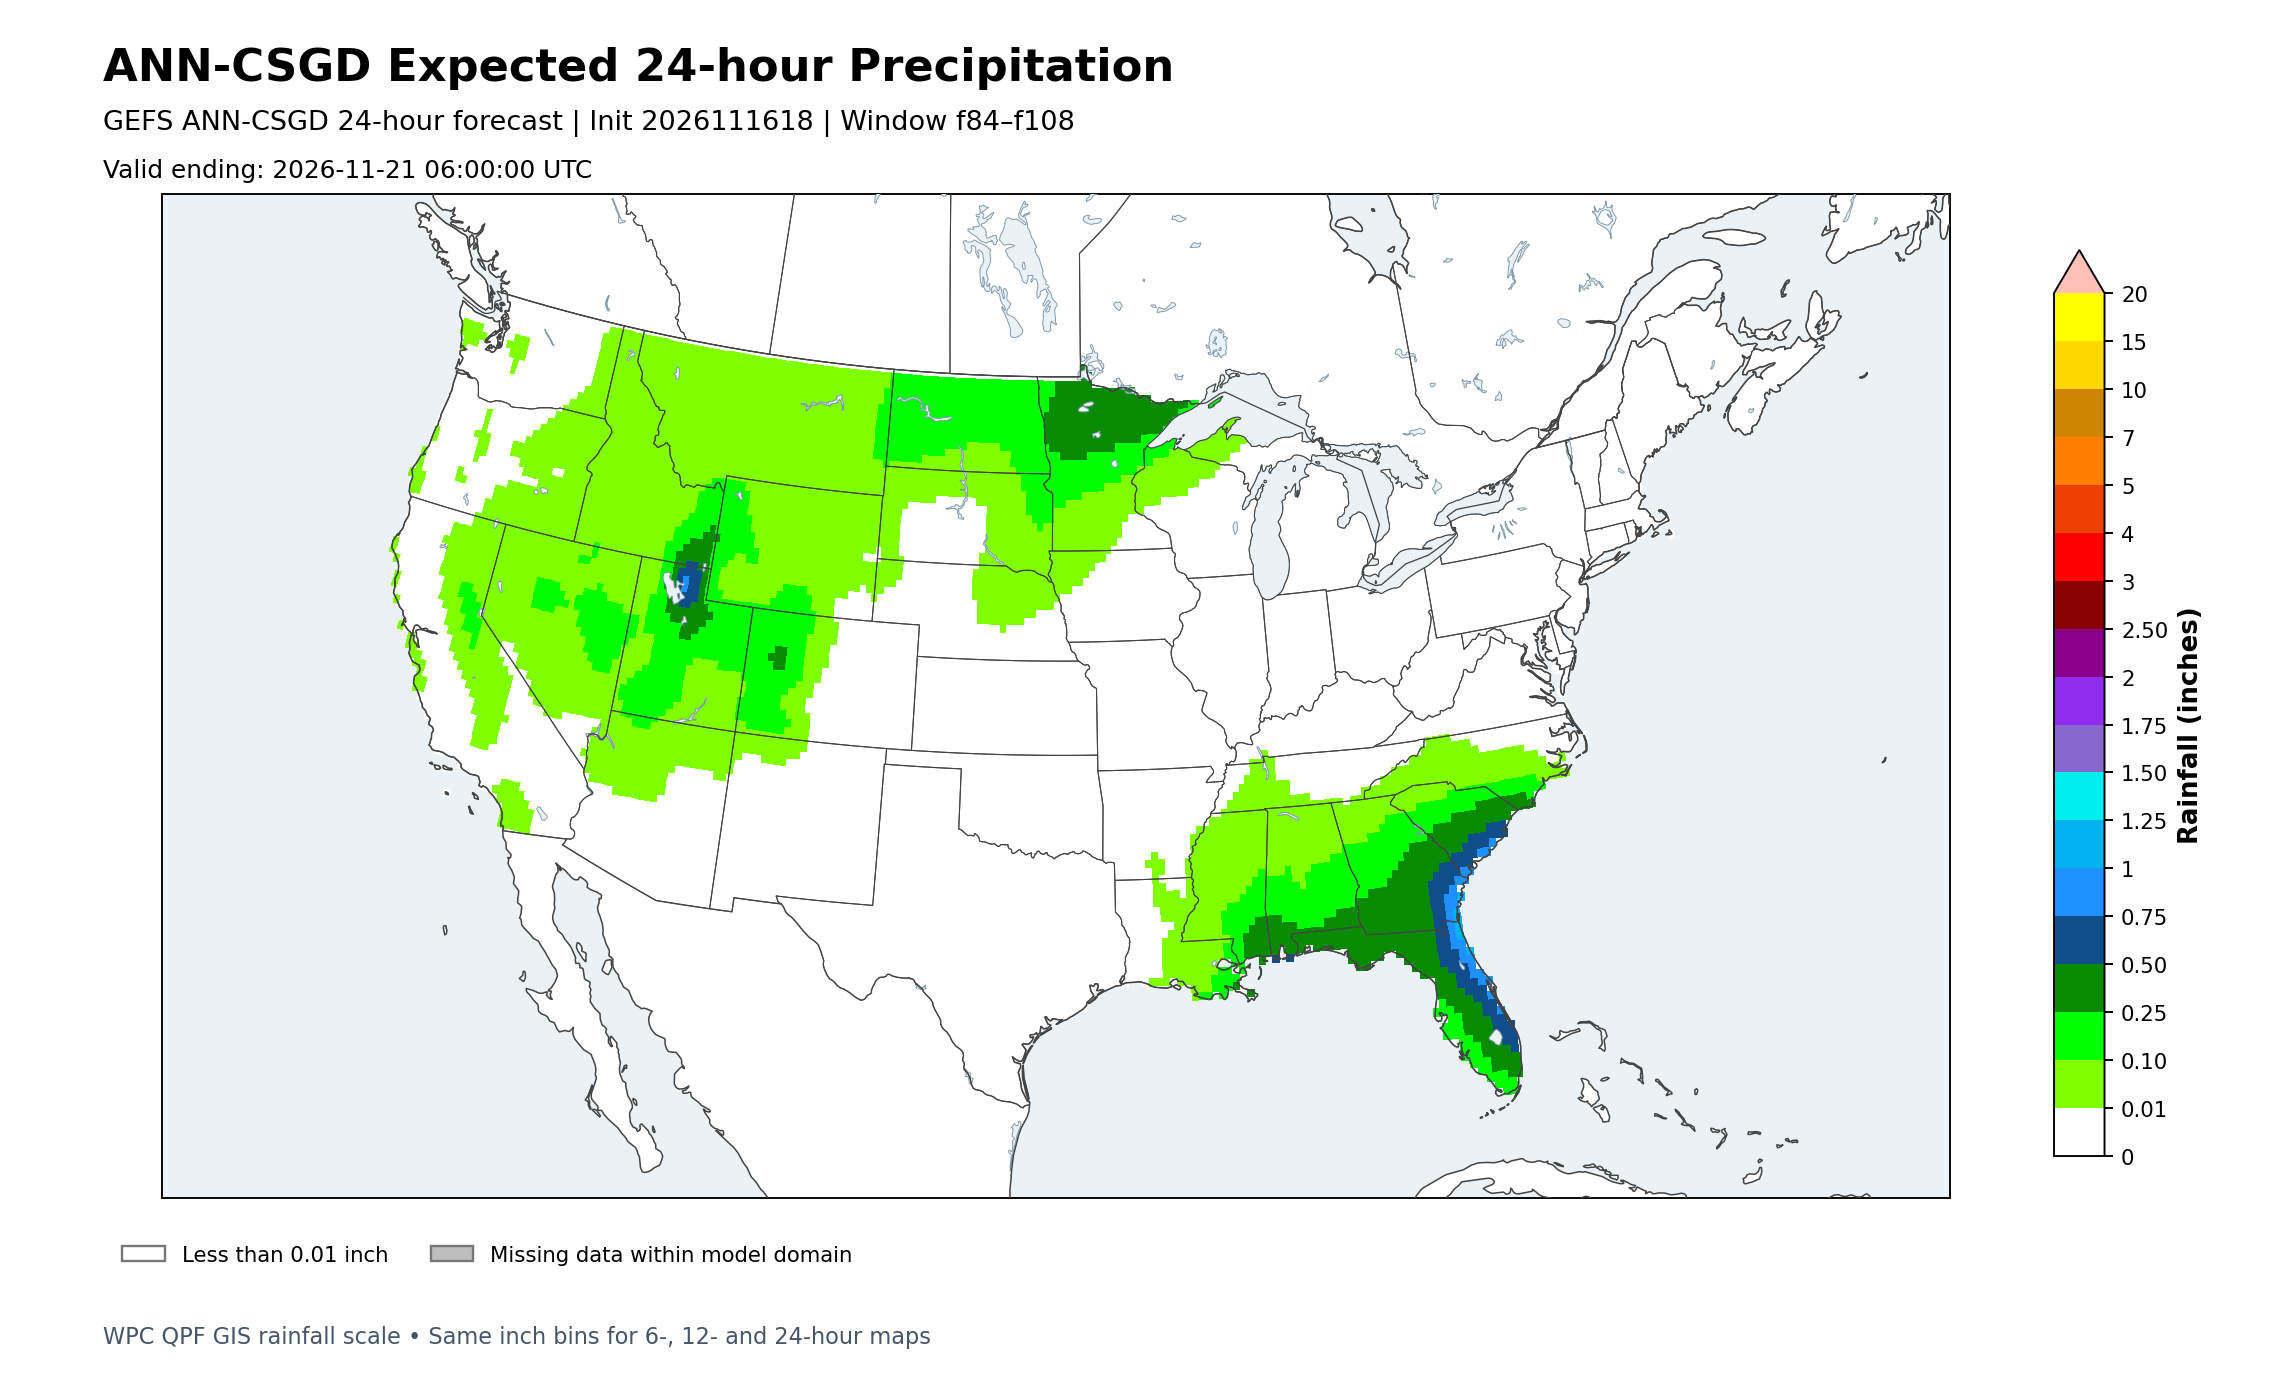 ANN-CSGD Expected 24-hour Precipitation
GEFS ANN-CSGD 24-hour forecast | Init 2026111618 | Window f84–f108
Valid ending: 2026-11-21 06:00:00 UTC
20
15
10
7
5
4
3
2.50
2
1.75
1.50
1.25
1
0.75
0.50
0.25
0.10
0.01
0
Rainfall (inches)
Less than 0.01 inch
Missing data within model domain
WPC QPF GIS rainfall scale • Same inch bins for 6-, 12- and 24-hour maps